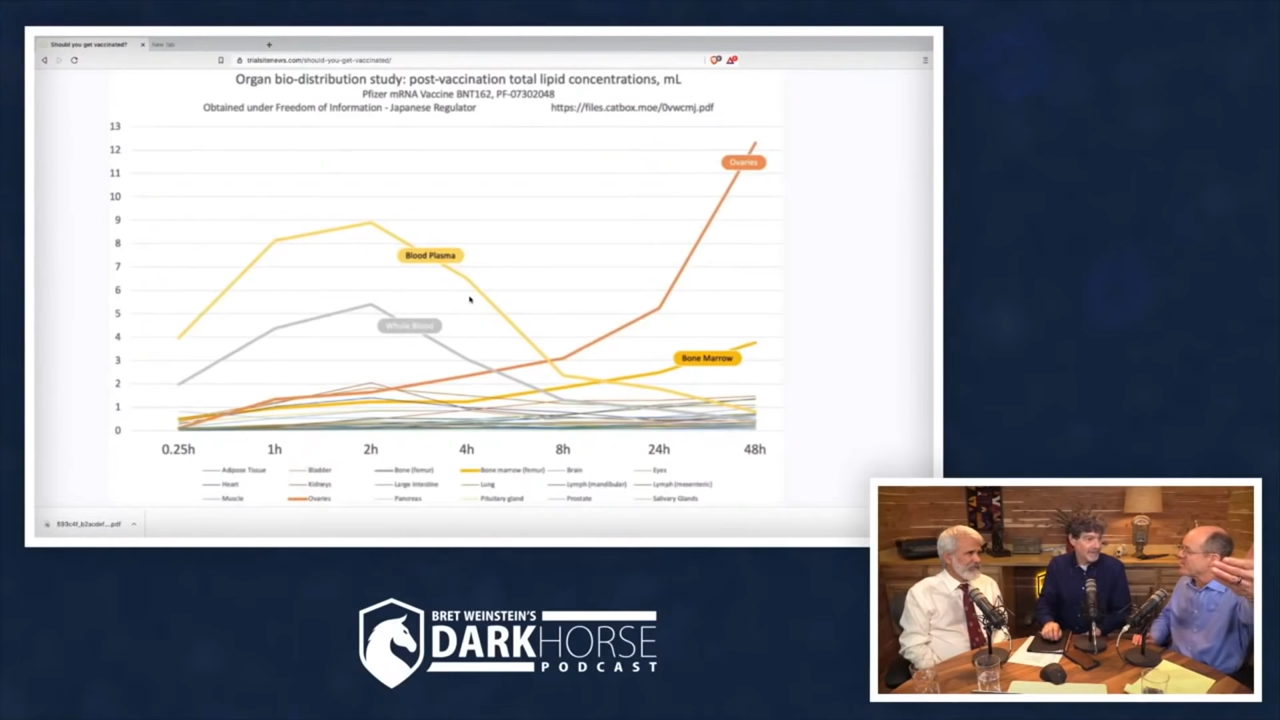 Should you get vaccinated?
New Tab
trialsitenews.com/should-you-get-vaccinated/
Organ bio-distribution study: post-vaccination total lipid concentrations, mL
Pfizer mRNA Vaccine BNT162, PF-07302048
Obtained under Freedom of Information - Japanese Regulator https://files.catbox.moe/0vwcmj.pdf
13
12
11
10
9
8
7
6
5
4
3
2
1
0
Ovaries
Blood Plasma
Whole Blood
Bone Marrow
0.25h 1h 2h 4h 8h 24h 48h
Adipose Tissue Bladder Bone (femur) Bone marrow (femur) Brain Eyes
Heart Kidneys Large Intestine Lung Lymph (mandibular) Lymph (mesenteric)
Muscle Ovaries Pancreas Pituitary gland Prostate Salivary Glands
BRET WEINSTEIN'S
DARKHORSE
PODCAST